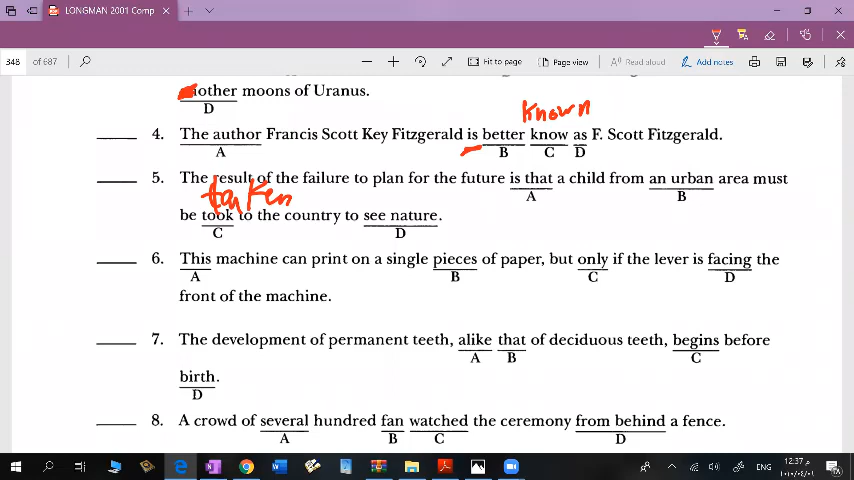 LONGMAN 2001 Comp
348 of 687
Fit to page
Page view
Read aloud
Add notes
other moons of Uranus.
D
known
4. The author Francis Scott Key Fitzgerald is better know as F. Scott Fitzgerald.
A B C D
5. The result of the failure to plan for the future is that a child from an urban area must
A B
taken
be took to the country to see nature.
C D
6. This machine can print on a single pieces of paper, but only if the lever is facing the
A B C D
front of the machine.
7. The development of permanent teeth, alike that of deciduous teeth, begins before
A B C
birth.
D
8. A crowd of several hundred fan watched the ceremony from behind a fence.
A B C D
ENG
12:37 م